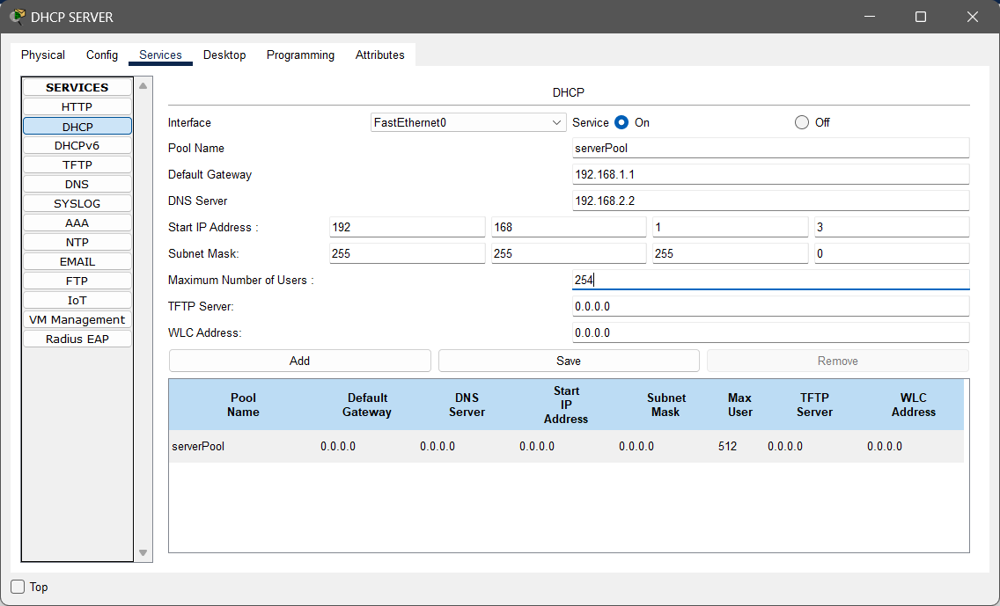 DHCP SERVER
Physical Config Services Desktop Programming Attributes
SERVICES
HTTP
DHCP
DHCPv6
TFTP
DNS
SYSLOG
AAA
NTP
EMAIL
FTP
IoT
VM Management
Radius EAP
DHCP
Interface FastEthernet0 Service On Off
Pool Name serverPool
Default Gateway 192.168.1.1
DNS Server 192.168.2.2
Start IP Address : 192 168 1 3
Subnet Mask: 255 255 255 0
Maximum Number of Users : 254
TFTP Server: 0.0.0.0
WLC Address: 0.0.0.0
Add Save Remove
Pool Name Default Gateway DNS Server Start IP Address Subnet Mask Max User TFTP Server WLC Address
serverPool 0.0.0.0 0.0.0.0 0.0.0.0 0.0.0.0 512 0.0.0.0 0.0.0.0
Top